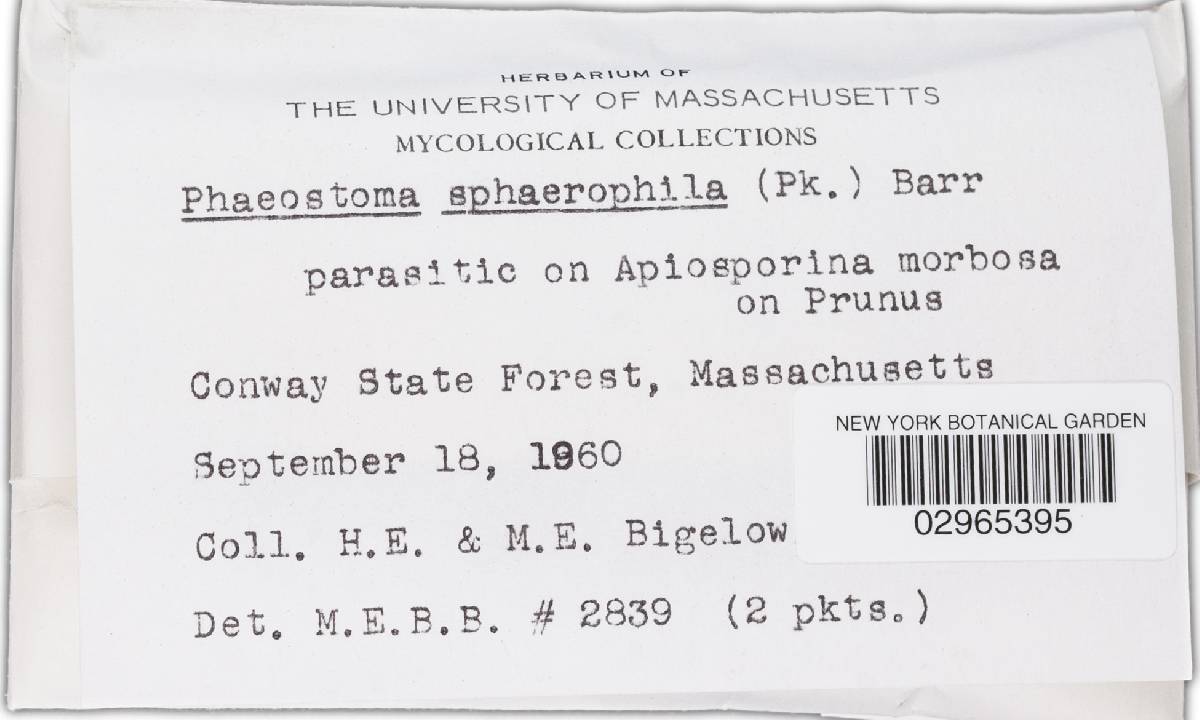 HERBARIUM OF
THE UNIVERSITY OF MASSACHUSETTS
MYCOLOGICAL COLLECTIONS
Phaeostoma sphaerophila (Pk.) Barr
parasitic on Apiosporina morbosa
on Prunus
Conway State Forest, Massachusetts
September 18, 1960
NEW YORK BOTANICAL GARDEN
02965395
Coll. H.E. & M.E. Bigelow
Det. M.E.B.B. # 2839 (2 pkts.)